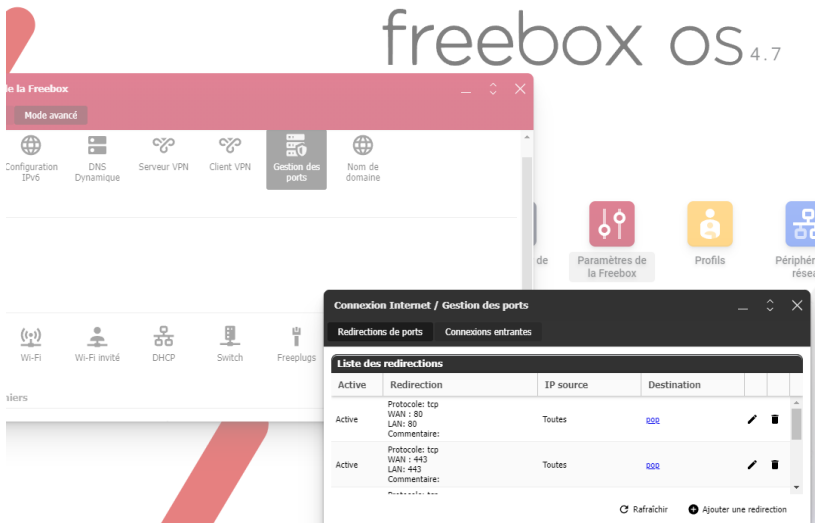 freebox os 4.7
de la Freebox
Mode avancé
Configuration IPv6
DNS Dynamique
Serveur VPN
Client VPN
Gestion des ports
Nom de domaine
de
Paramètres de la Freebox
Profils
Périphér
résea
Wi-Fi
Wi-Fi invité
DHCP
Switch
Freeplugs
niers
Connexion Internet / Gestion des ports
Redirections de ports
Connexions entrantes
Liste des redirections
Active
Redirection
IP source
Destination
Active
Protocole: tcp
WAN : 80
LAN: 80
Commentaire:
Toutes
pop
Active
Protocole: tcp
WAN : 443
LAN: 443
Commentaire:
Toutes
pop
Rafraîchir
Ajouter une redirection